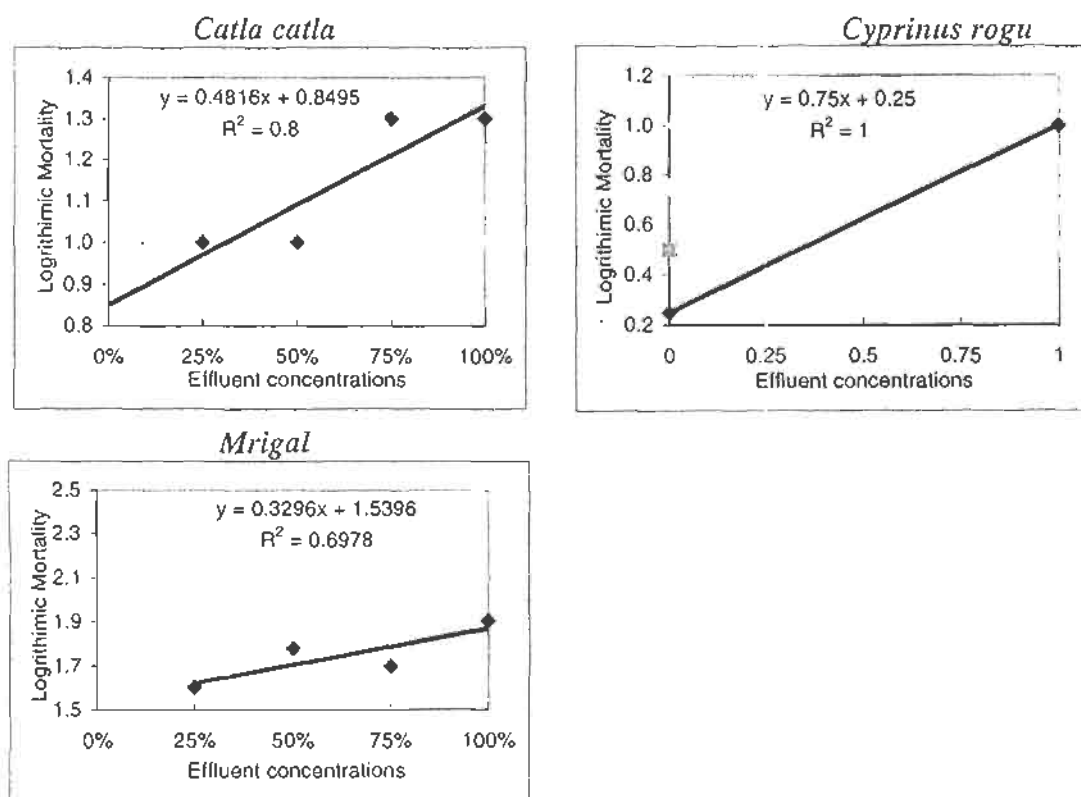 Catla catla
Logrithimic Mortality
1.4
1.3
1.2
1.1
1.0
0.9
0.8
y = 0.4816x + 0.8495
R² = 0.8
0% 25% 50% 75% 100%
Effluent concentrations
Cyprinus rogu
Logrithimic Mortality
1.2
1.0
0.8
0.6
0.4
0.2
y = 0.75x + 0.25
R² = 1
0 0.25 0.5 0.75 1
Effluent concentrations
Mrigal
Logrithimic Mortality
2.5
2.3
2.1
1.9
1.7
1.5
y = 0.3296x + 1.5396
R² = 0.6978
0% 25% 50% 75% 100%
Effluent concentrations